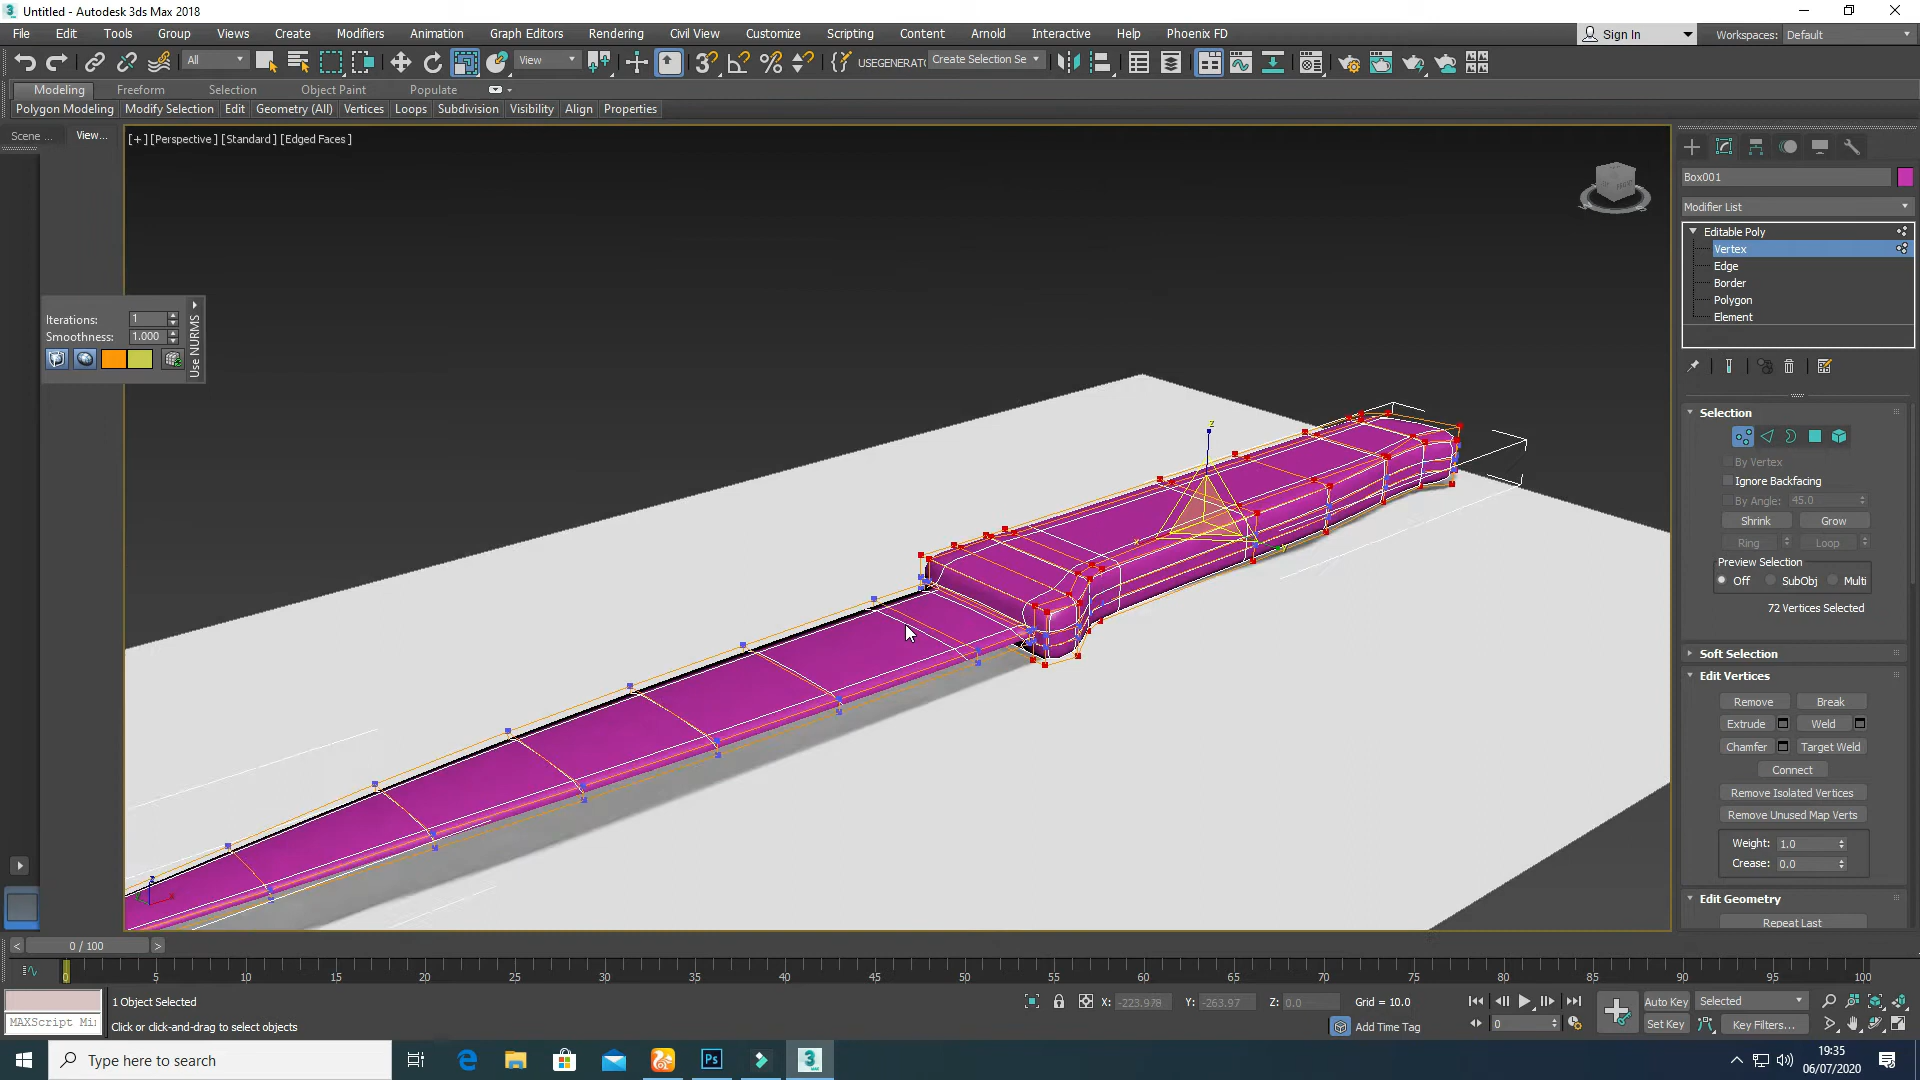 Untitled - Autodesk 3ds Max 2018
File Edit Tools Group Views Create Modifiers Animation Graph Editors Rendering Civil View Customize Scripting Content Arnold Interactive Help Phoenix FD
Sign In Workspaces: Default
All View USEGENERATO Create Selection Se
Modeling Freeform Selection Object Paint Populate
Polygon Modeling Modify Selection Edit Geometry (All) Vertices Loops Subdivision Visibility Align Properties
Scene ... View...
[+] [Perspective ] [Standard ] [Edged Faces ]
Box001
Modifier List
Editable Poly
Vertex
Edge
Border
Polygon
Element
Iterations: 1
Smoothness: 1.000
Use NURMS
Selection
By Vertex
Ignore Backfacing
By Angle: 45.0
Shrink Grow
Ring Loop
Preview Selection
Off SubObj Multi
72 Vertices Selected
Soft Selection
Edit Vertices
Remove Break
Extrude Weld
Chamfer Target Weld
Connect
Remove Isolated Vertices
Remove Unused Map Verts
Weight: 1.0
Crease: 0.0
Edit Geometry
Repeat Last
z
x
y
z
< 0 / 100 >
0 5 10 15 20 25 30 35 40 45 50 55 60 65 70 75 80 85 90 95 100
1 Object Selected
X: -223.978 Y: -263.97 Z: 0.0 Grid = 10.0
Auto Key Selected
MAXScript Mi
Click or click-and-drag to select objects
Add Time Tag
0
Set Key Key Filters...
Type here to search
Ps
3
19:35
06/07/2020